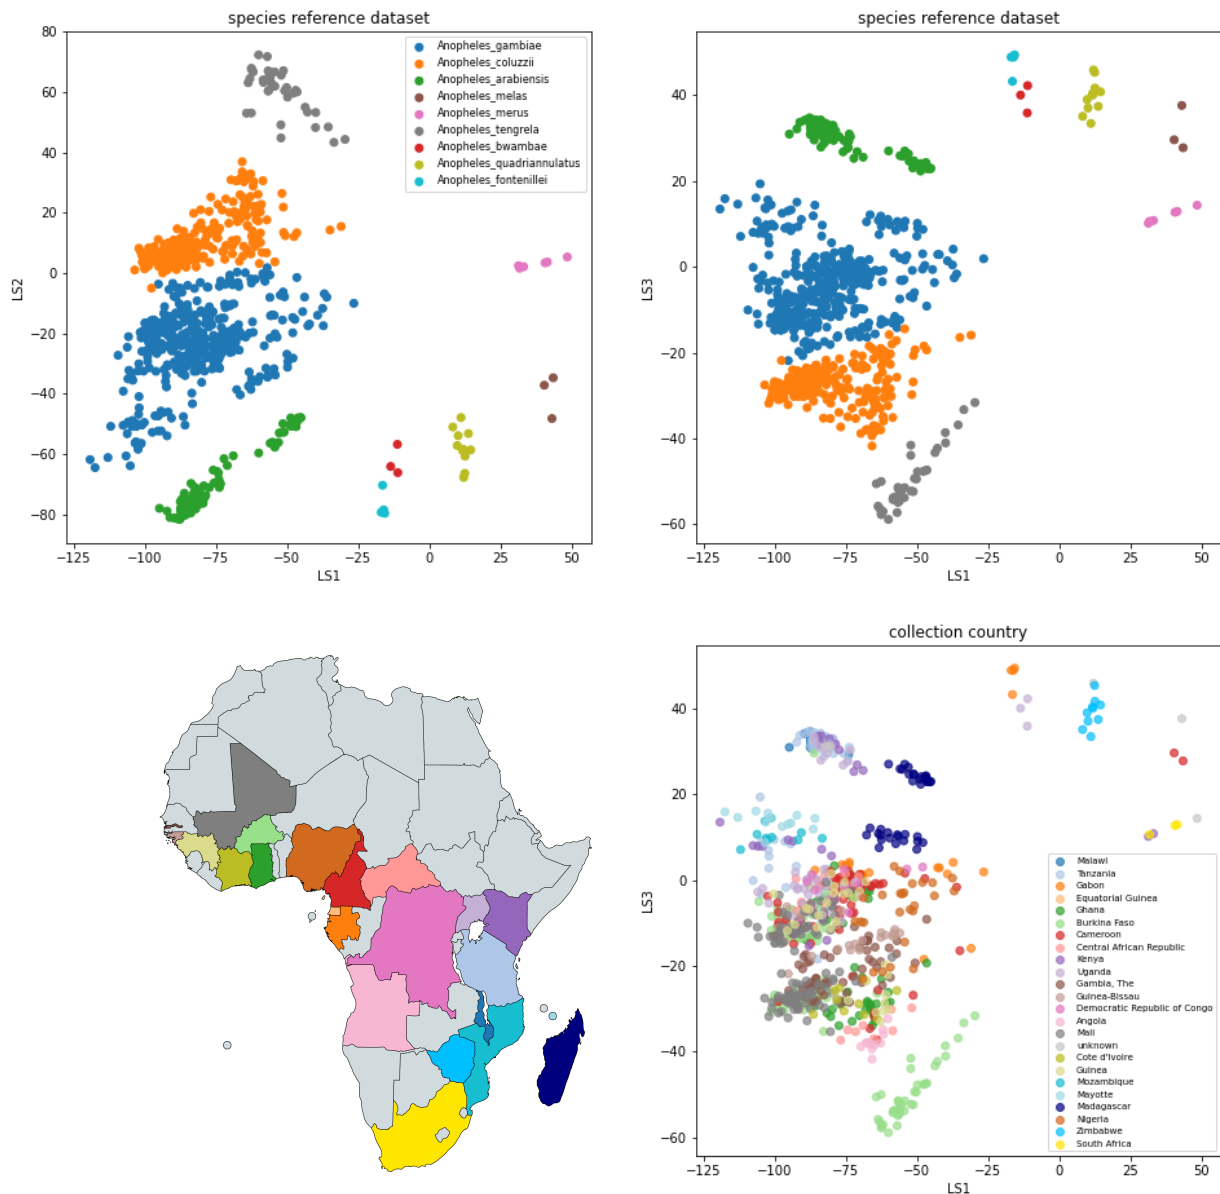 species reference dataset
80
60
40
20
0
−20
−40
−60
−80
LS2
−125
−100
−75
−50
−25
0
25
50
LS1
Anopheles_gambiae
Anopheles_coluzzii
Anopheles_arabiensis
Anopheles_melas
Anopheles_merus
Anopheles_tengrela
Anopheles_bwambae
Anopheles_quadriannulatus
Anopheles_fontenillei
species reference dataset
40
20
0
−20
−40
−60
LS3
−125
−100
−75
−50
−25
0
25
50
LS1
collection country
40
20
0
−20
−40
−60
LS3
−125
−100
−75
−50
−25
0
25
50
LS1
Malawi
Tanzania
Gabon
Equatorial Guinea
Ghana
Burkina Faso
Cameroon
Central African Republic
Kenya
Uganda
Gambia, The
Guinea-Bissau
Democratic Republic of Congo
Angola
Mali
unknown
Cote d'Ivoire
Guinea
Mozambique
Mayotte
Madagascar
Nigeria
Zimbabwe
South Africa